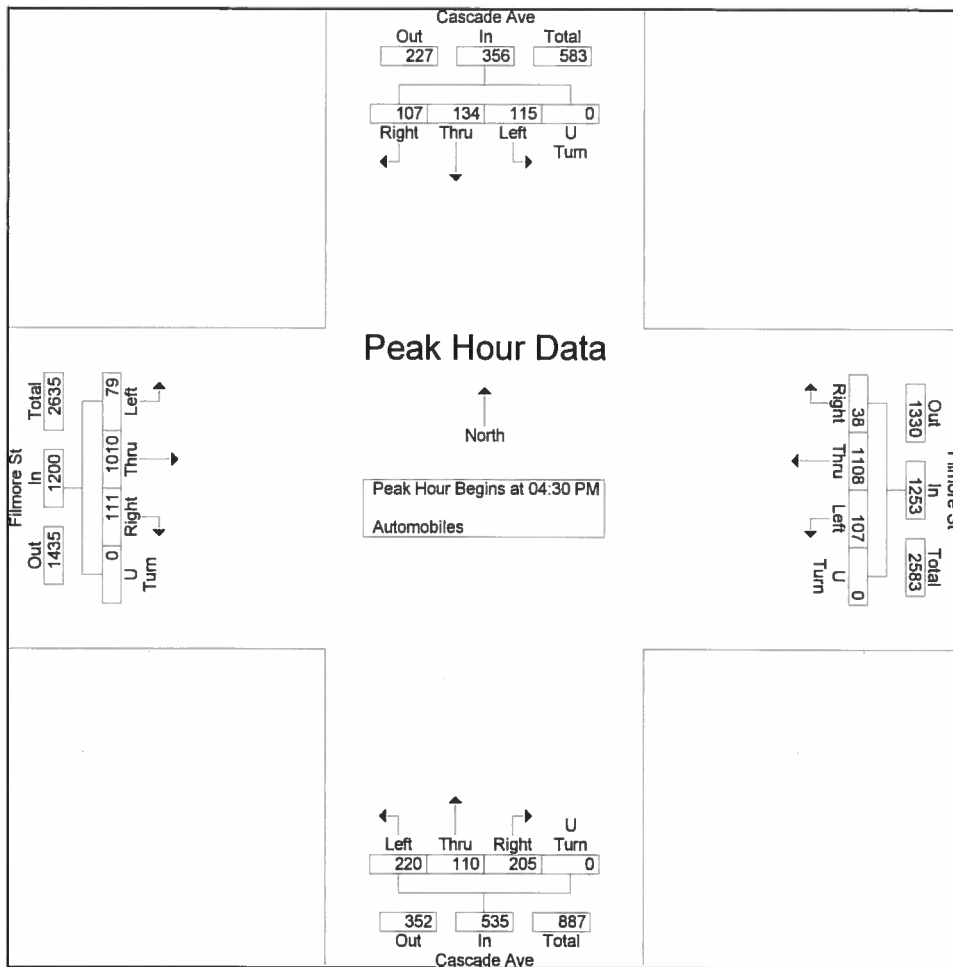 Cascade Ave
Out In Total
227 356 583
107 134 115 0
Right Thru Left U Turn
Peak Hour Data
North
Peak Hour Begins at 04:30 PM
Automobiles
Filmore St
Total In Out
2635 1200 1435
79 1010 111 0
Left Thru Right U Turn
Filmore St
Out In Total
1330 1253 2583
38 1108 107 0
Right Thru Left U Turn
Left Thru Right U Turn
220 110 205 0
352 535 887
Out In Total
Cascade Ave